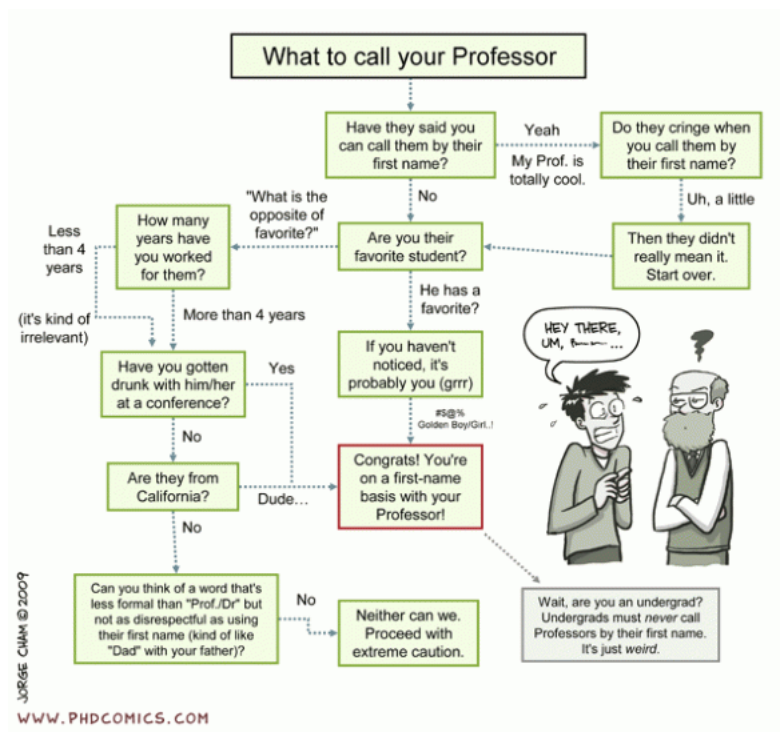 What to call your Professor
Have they said you
can call them by their
first name?
Yeah
My Prof. is
totally cool.
Do they cringe when
you call them by
their first name?
Uh, a little
Then they didn't
really mean it.
Start over.
No
Are you their
favorite student?
"What is the
opposite of
favorite?"
How many
years have
you worked
for them?
Less
than 4
years
(it's kind of
irrelevant)
More than 4 years
He has a
favorite?
If you haven't
noticed, it's
probably you (grrr)
#$@%
Golden Boy/Girl..!
Have you gotten
drunk with him/her
at a conference?
Yes
No
Are they from
California?
Dude...
Congrats! You're
on a first-name
basis with your
Professor!
No
Can you think of a word that's
less formal than "Prof./Dr" but
not as disrespectful as using
their first name (kind of like
"Dad" with your father)?
No
Neither can we.
Proceed with
extreme caution.
Wait, are you an undergrad?
Undergrads must never call
Professors by their first name.
It's just weird.
HEY THERE,
UM,
?
JORGE CHAM © 2009
WWW.PHDCOMICS.COM